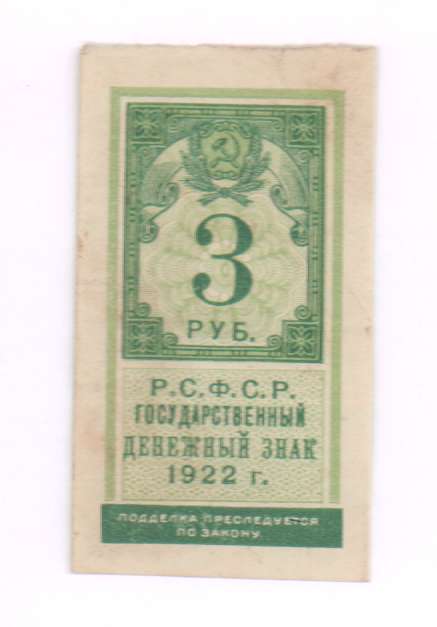 3
РУБ.
Р.С.Ф.С.Р.
ГОСУДАРСТВЕННЫЙ
ДЕНЕЖНЫЙ ЗНАК
1922 г.
ПОДДЕЛКА ПРЕСЛЕДУЕТСЯ
ПО ЗАКОНУ